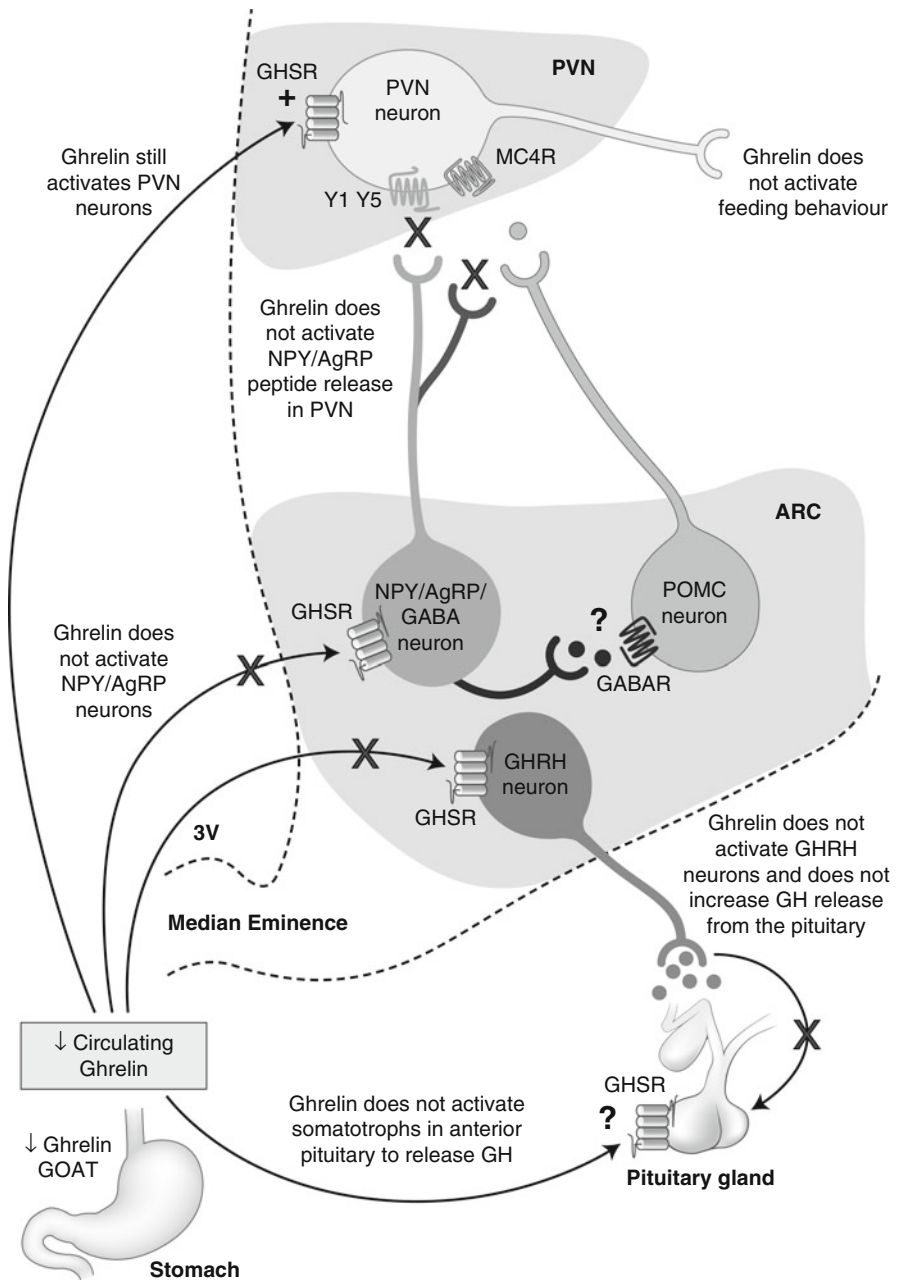 PVN
GHSR
+
PVN
neuron
MC4R
Y1 Y5
X
X
Ghrelin still
activates PVN
neurons
Ghrelin does
not activate
feeding behaviour
Ghrelin does
not activate
NPY/AgRP
peptide release
in PVN
ARC
NPY/AgRP/
GABA
neuron
GHSR
POMC
neuron
?
GABAR
Ghrelin does
not activate
NPY/AgRP
neurons
X
X
GHRH
neuron
GHSR
3V
Median Eminence
Ghrelin does not
activate GHRH
neurons and does not
increase GH release
from the pituitary
X
↓ Circulating
Ghrelin
Ghrelin does not activate
somatotrophs in anterior
pituitary to release GH
GHSR
?
Pituitary gland
↓ Ghrelin
GOAT
Stomach